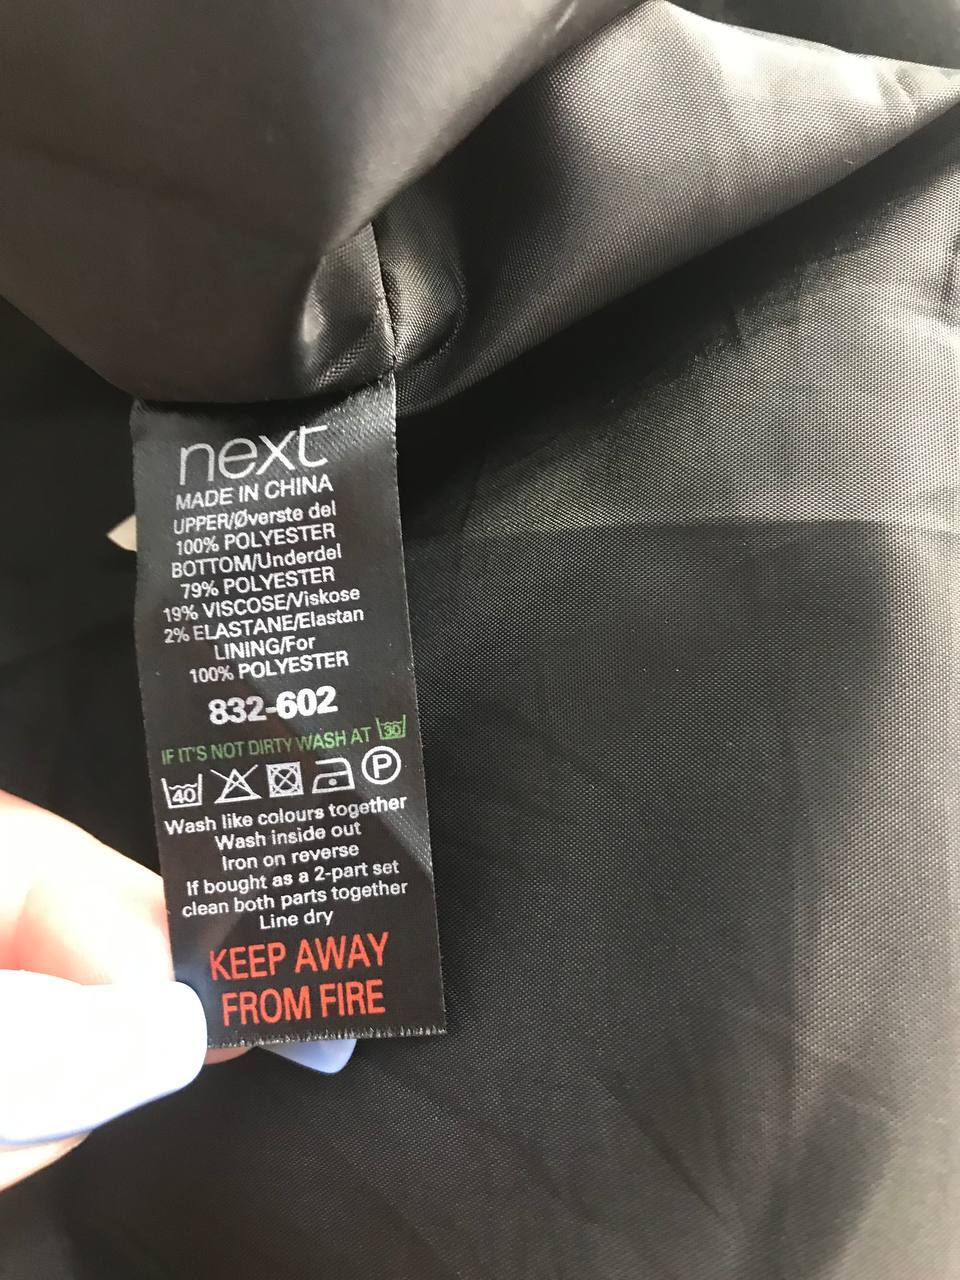 next
MADE IN CHINA
UPPER/Øverste del
100% POLYESTER
BOTTOM/Underdel
79% POLYESTER
19% VISCOSE/Viskose
2% ELASTANE/Elastan
LINING/For
100% POLYESTER
832-602
IF IT'S NOT DIRTY WASH AT 30
40 P
Wash like colours together
Wash inside out
Iron on reverse
If bought as a 2-part set
clean both parts together
Line dry
KEEP AWAY
FROM FIRE